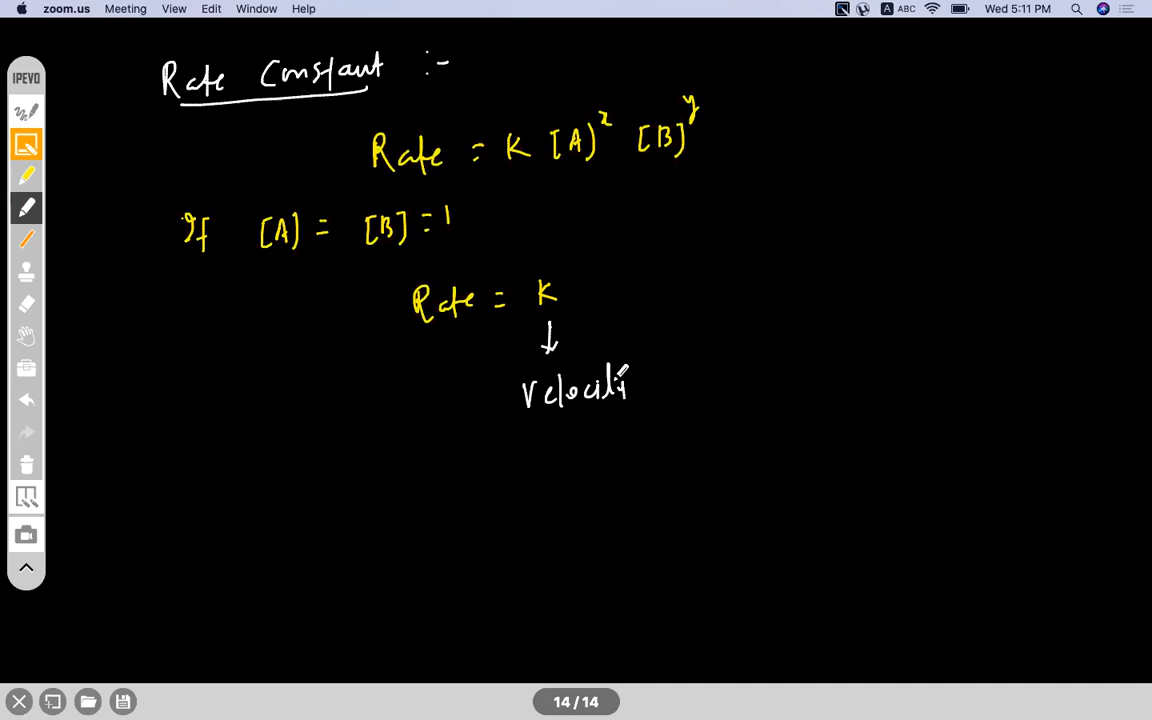 zoom.us Meeting View Edit Window Help A ABC Wed 5:11 PM
IPEVO
Rate Constant :-
Rate = K [A)^x [B]^y
If [A] = [B] = 1
Rate = K
↓
Velocity
14 / 14